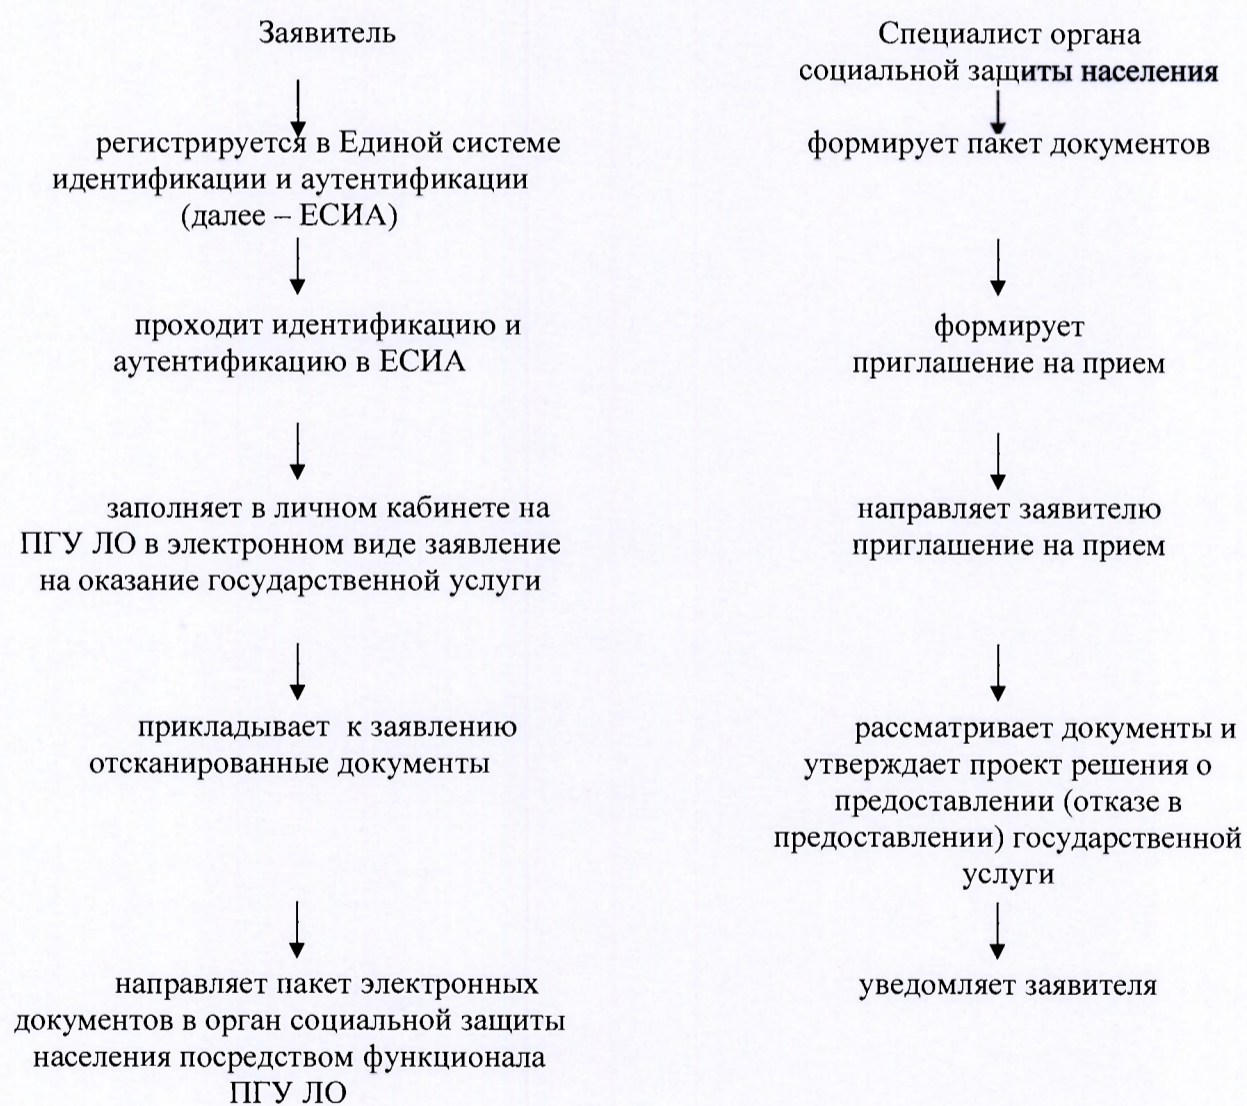 Заявитель
регистрируется в Единой системе
идентификации и аутентификации
(далее – ЕСИА)
проходит идентификацию и
аутентификацию в ЕСИА
заполняет в личном кабинете на
ПГУ ЛО в электронном виде заявление
на оказание государственной услуги
прикладывает к заявлению
отсканированные документы
направляет пакет электронных
документов в орган социальной защиты
населения посредством функционала
ПГУ ЛО
Специалист органа
социальной защиты населения
формирует пакет документов
формирует
приглашение на прием
направляет заявителю
приглашение на прием
рассматривает документы и
утверждает проект решения о
предоставлении (отказе в
предоставлении) государственной
услуги
уведомляет заявителя